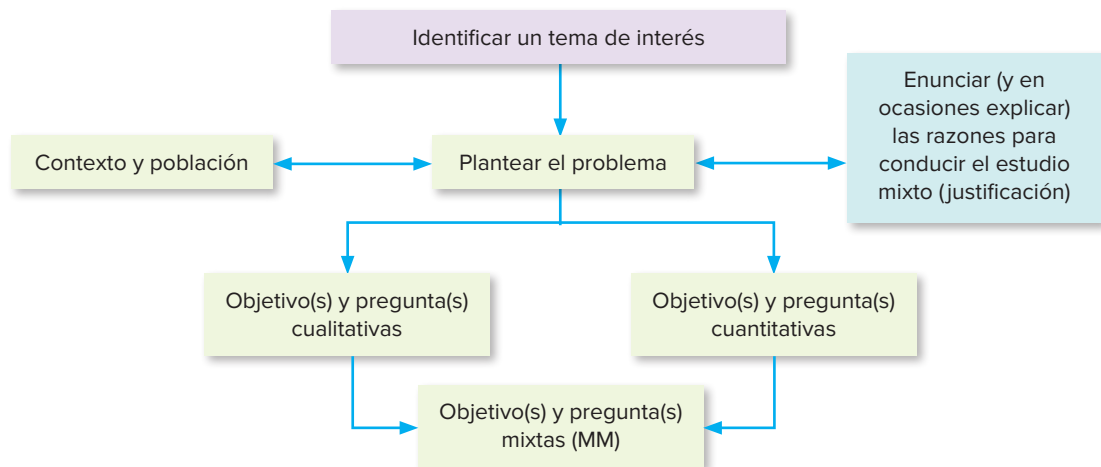 Identificar un tema de interés
Enunciar (y en
ocasiones explicar)
las razones para
conducir el estudio
mixto (justificación)
Contexto y población
Plantear el problema
Objetivo(s) y pregunta(s)
cualitativas
Objetivo(s) y pregunta(s)
cuantitativas
Objetivo(s) y pregunta(s)
mixtas (MM)